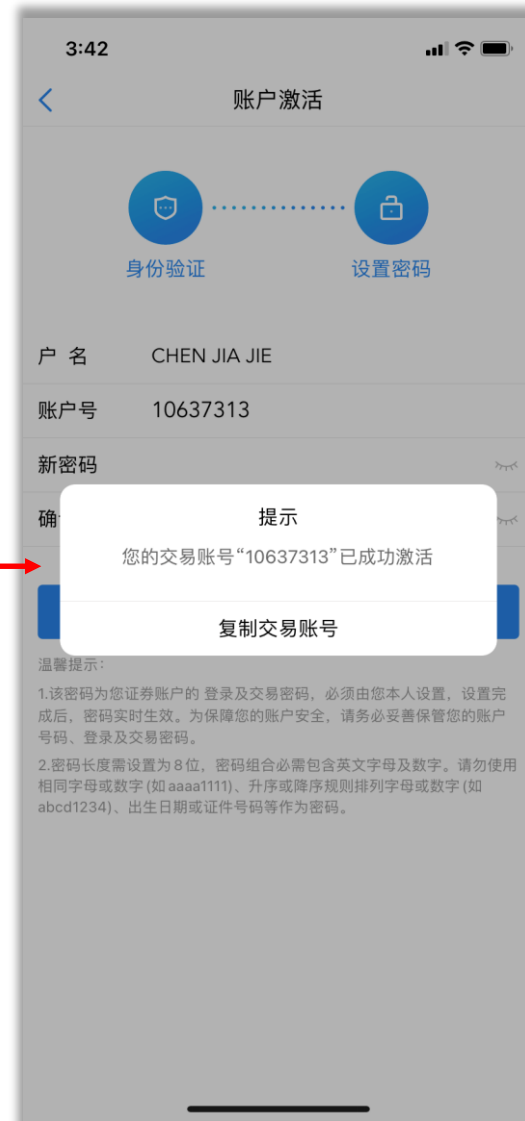 3:42
账户激活
身份验证 设置密码
户 名 CHEN JIA JIE
账户号 10637313
新密码
确
提示
您的交易账号“10637313”已成功激活
复制交易账号
温馨提示：
1.该密码为您证券账户的 登录及交易密码，必须由您本人设置，设置完
成后，密码实时生效。为保障您的账户安全，请务必妥善保管您的账户
号码、登录及交易密码。
2.密码长度需设置为8位，密码组合必需包含英文字母及数字。请勿使用
相同字母或数字 (如 aaaa1111)、升序或降序规则排列字母或数字 (如
abcd1234)、出生日期或证件号码等作为密码。